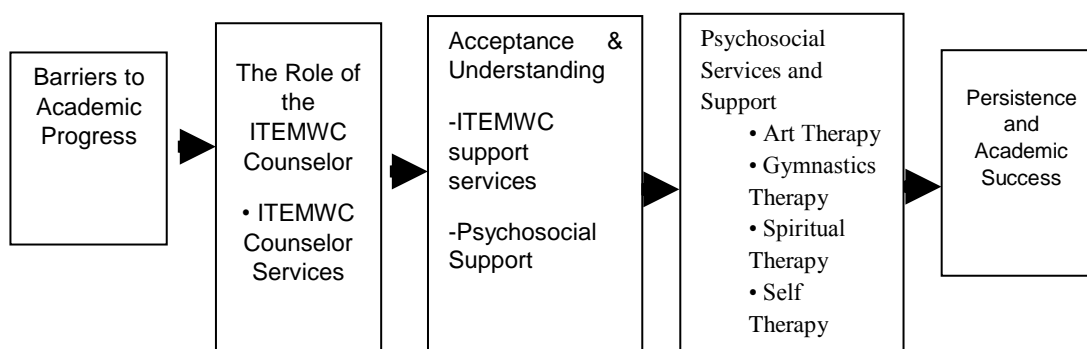 Barriers to
Academic
Progress
The Role of
the
ITEMWC
Counselor
• ITEMWC
Counselor
Services
Acceptance &
Understanding
-ITEMWC
support
services
-Psychosocial
Support
Psychosocial
Services and
Support
• Art Therapy
• Gymnastics
Therapy
• Spiritual
Therapy
• Self
Therapy
Persistence
and
Academic
Success